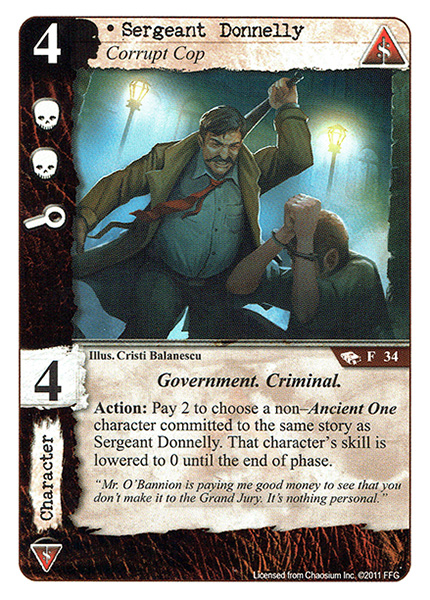 4
• Sergeant Donnelly
Corrupt Cop
Illus. Cristi Balanescu
F 34
4
Character
Government. Criminal.
Action: Pay 2 to choose a non–Ancient One
character committed to the same story as
Sergeant Donnelly. That character's skill is
lowered to 0 until the end of phase.
"Mr. O'Bannion is paying me good money to see that you
don't make it to the Grand Jury. It's nothing personal."
Licensed from Chaosium Inc. ©2011 FFG